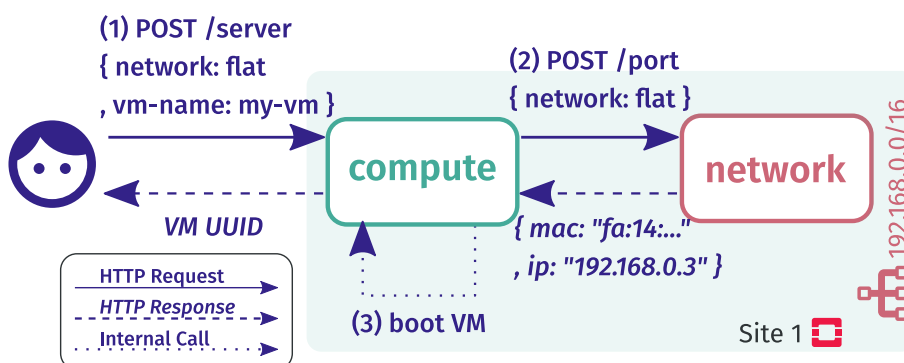 (1) POST /server
{ network: flat
, vm-name: my-vm }
(2) POST /port
{ network: flat }
compute
network
192.168.0.0/16
VM UUID
{ mac: "fa:14:..."
, ip: "192.168.0.3" }
(3) boot VM
HTTP Request
HTTP Response
Internal Call
Site 1